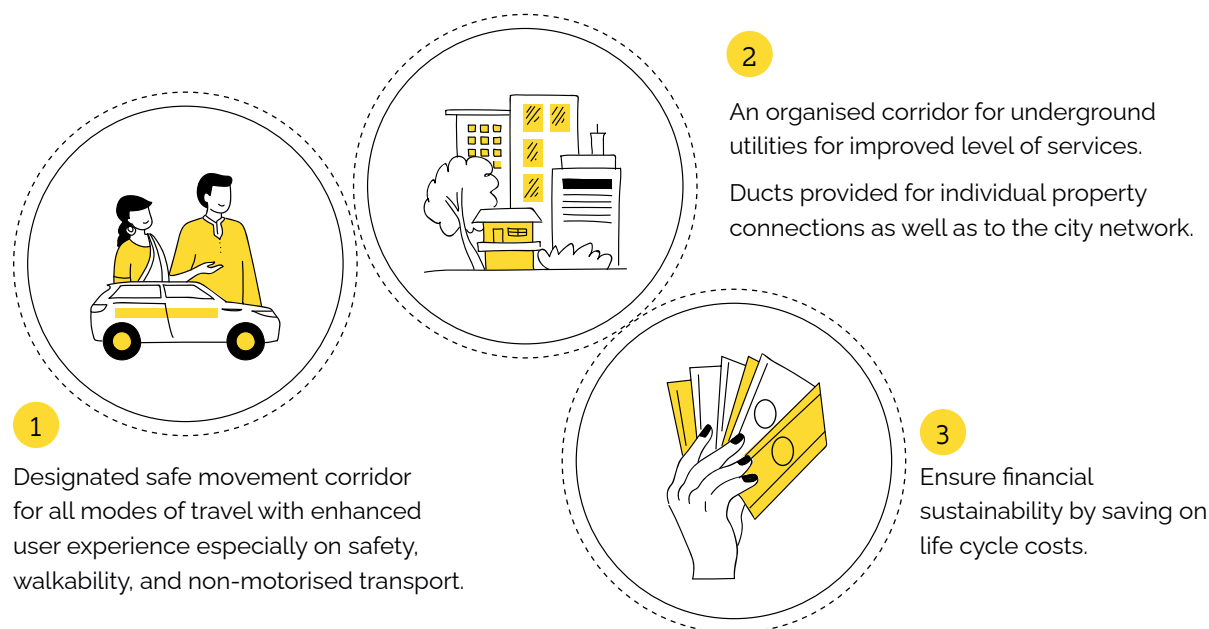 1
Designated safe movement corridor
for all modes of travel with enhanced
user experience especially on safety,
walkability, and non-motorised transport.
2
An organised corridor for underground
utilities for improved level of services.
Ducts provided for individual property
connections as well as to the city network.
3
Ensure financial
sustainability by saving on
life cycle costs.